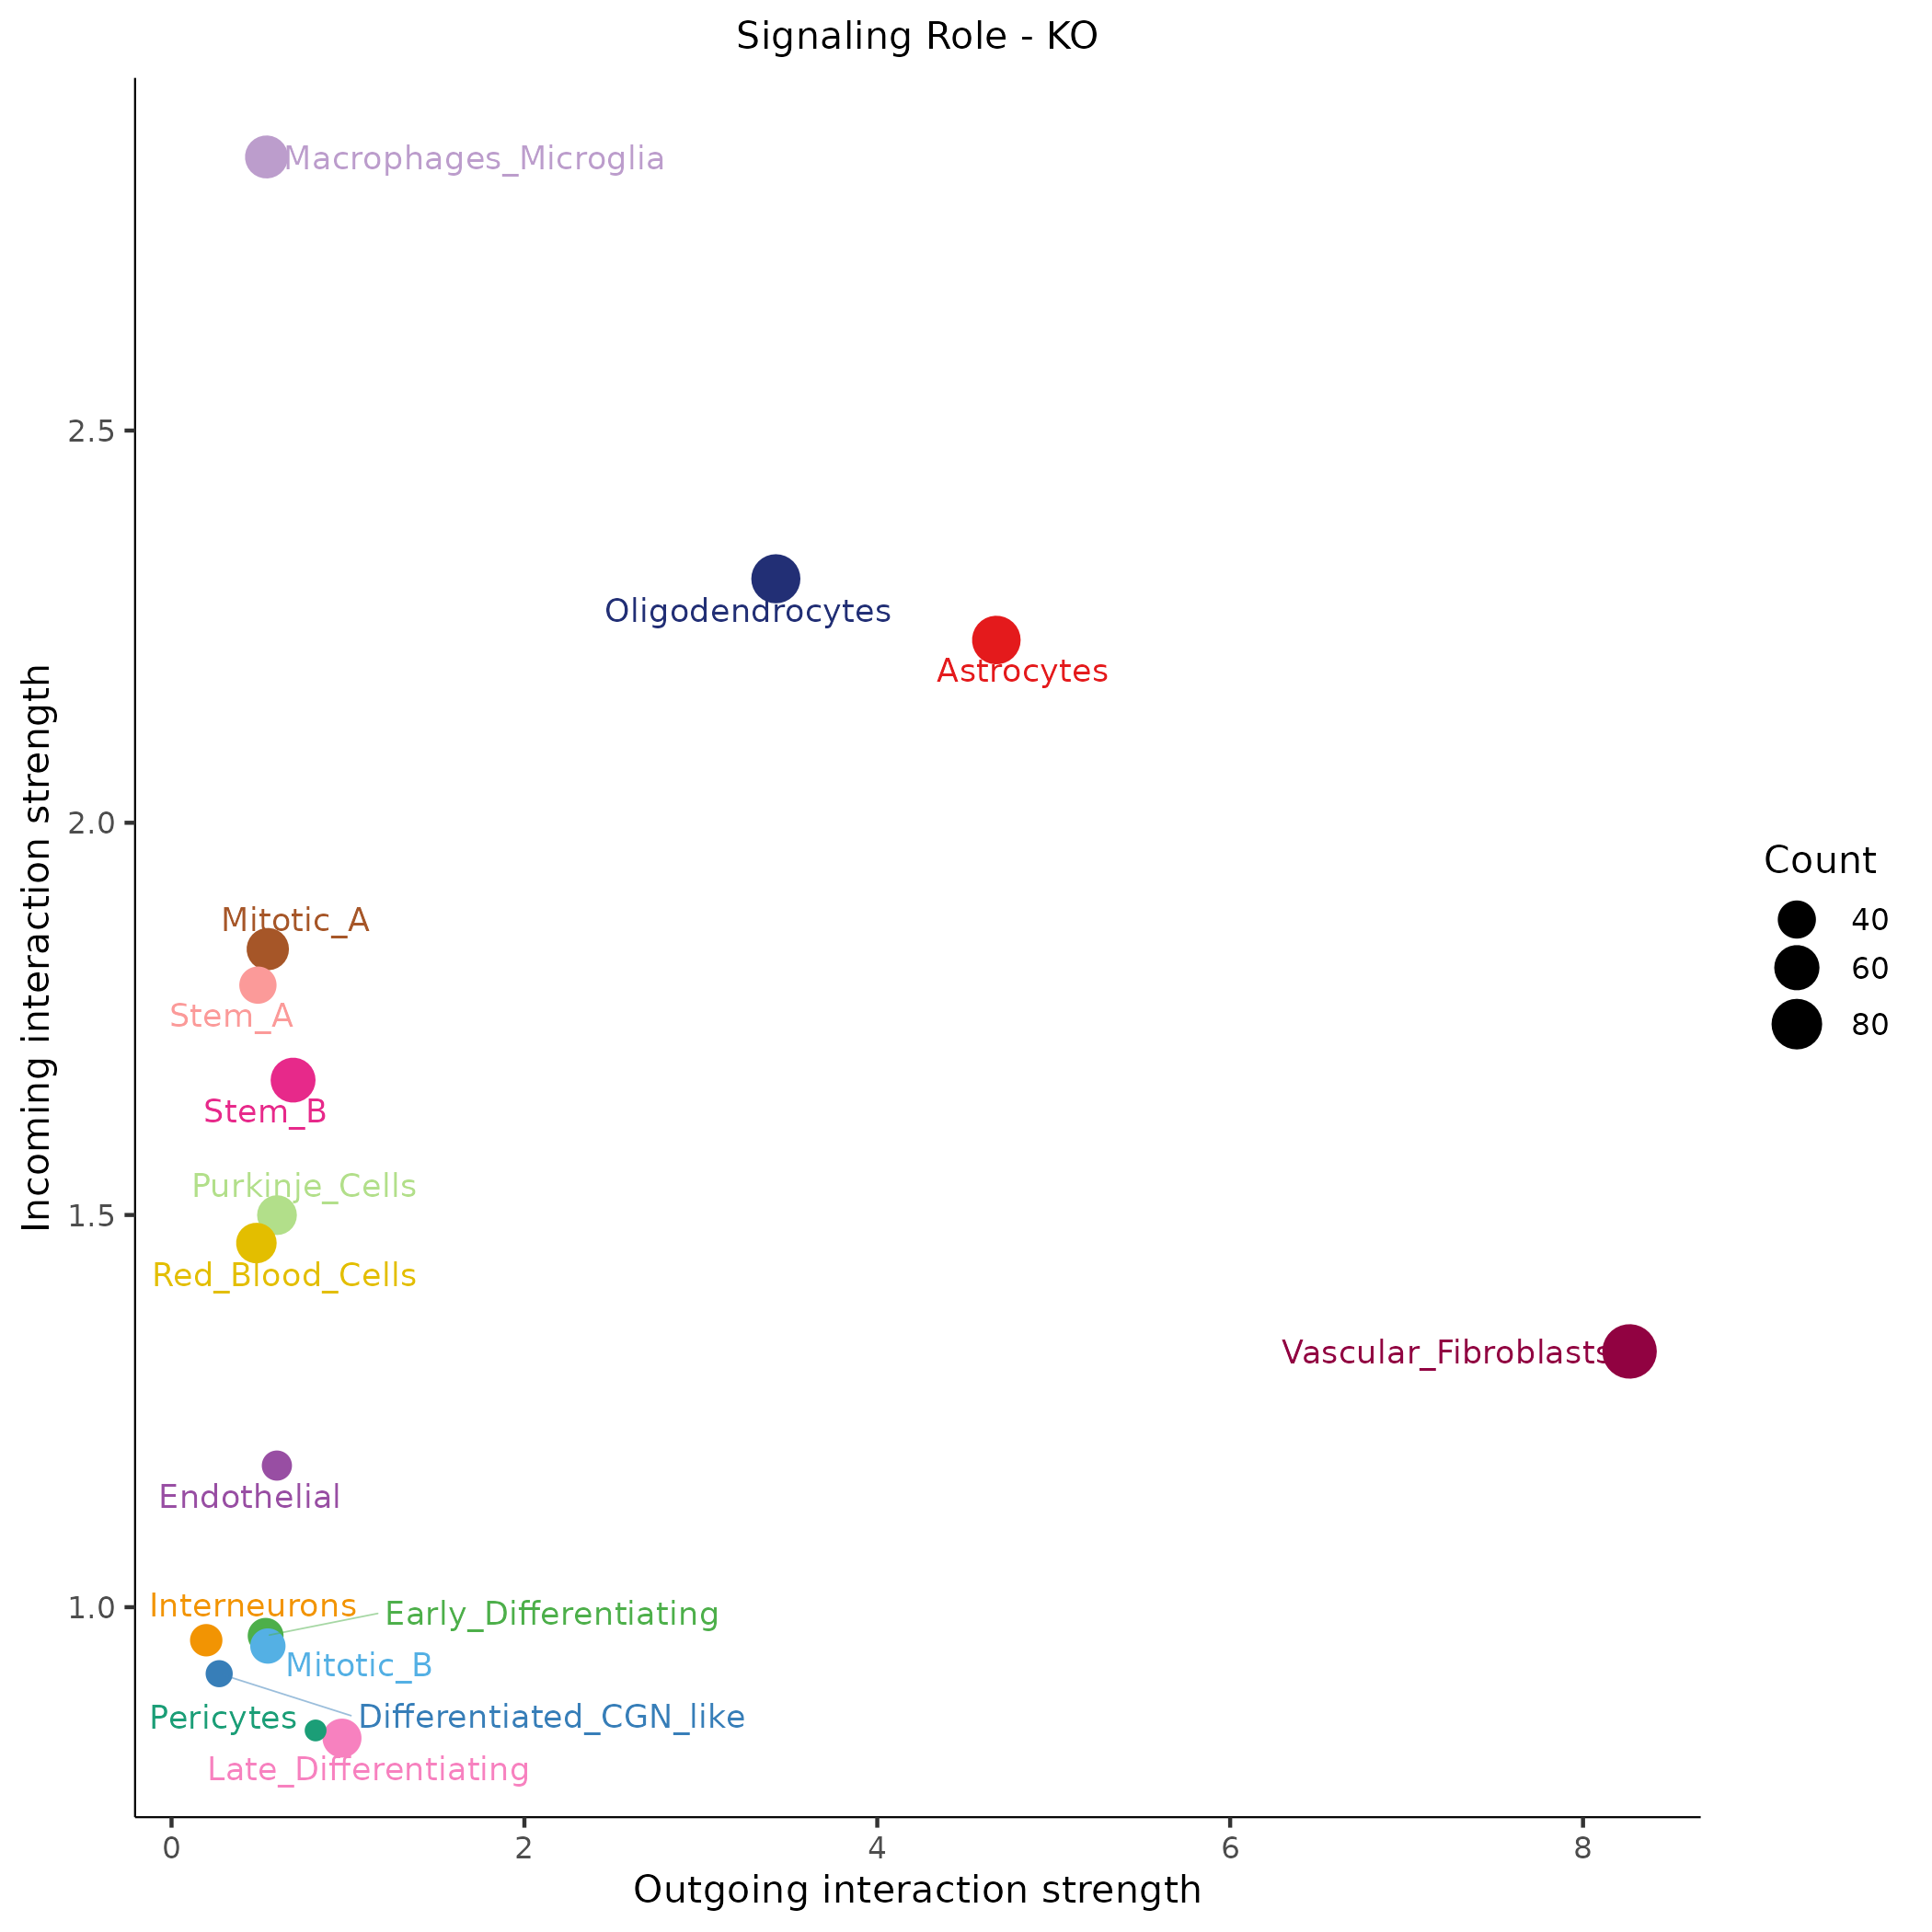 Signaling Role - KO
Macrophages_Microglia
2.5
Oligodendrocytes
Astrocytes
Incoming interaction strength
2.0
Count
40
60
80
Mitotic_A
Stem_A
Stem_B
Purkinje_Cells
1.5
Red_Blood_Cells
Vascular_Fibroblasts
Endothelial
Interneurons
1.0
Early_Differentiating
Mitotic_B
Differentiated_CGN_like
Pericytes
Late_Differentiating
0 2 4 6 8
Outgoing interaction strength